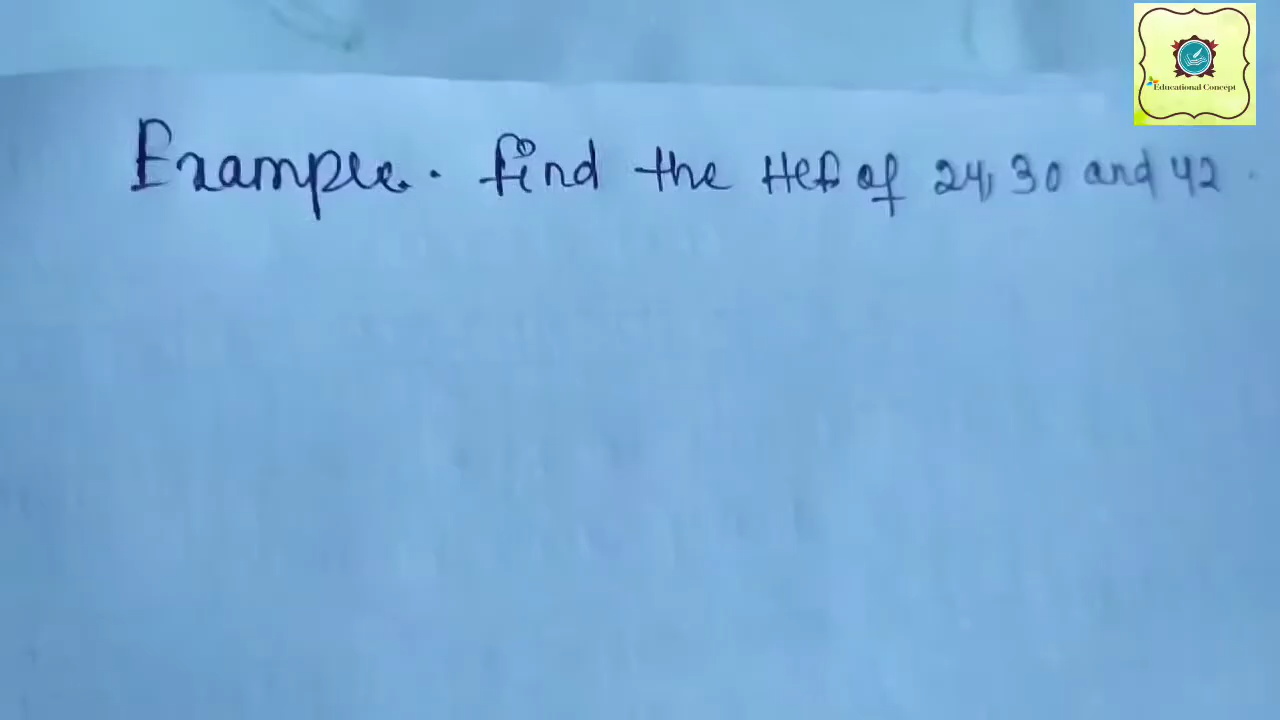 Educational Concept
Example. find the Hcf of 24, 30 and 42.